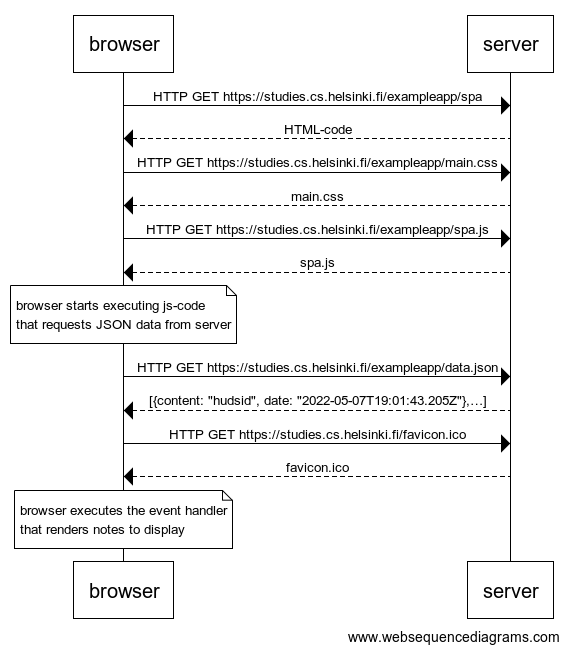 browser
server
HTTP GET https://studies.cs.helsinki.fi/exampleapp/spa
HTML-code
HTTP GET https://studies.cs.helsinki.fi/exampleapp/main.css
main.css
HTTP GET https://studies.cs.helsinki.fi/exampleapp/spa.js
spa.js
browser starts executing js-code
that requests JSON data from server
HTTP GET https://studies.cs.helsinki.fi/exampleapp/data.json
[{content: "hudsid", date: "2022-05-07T19:01:43.205Z"},…]
HTTP GET https://studies.cs.helsinki.fi/favicon.ico
favicon.ico
browser executes the event handler
that renders notes to display
browser
server
www.websequencediagrams.com